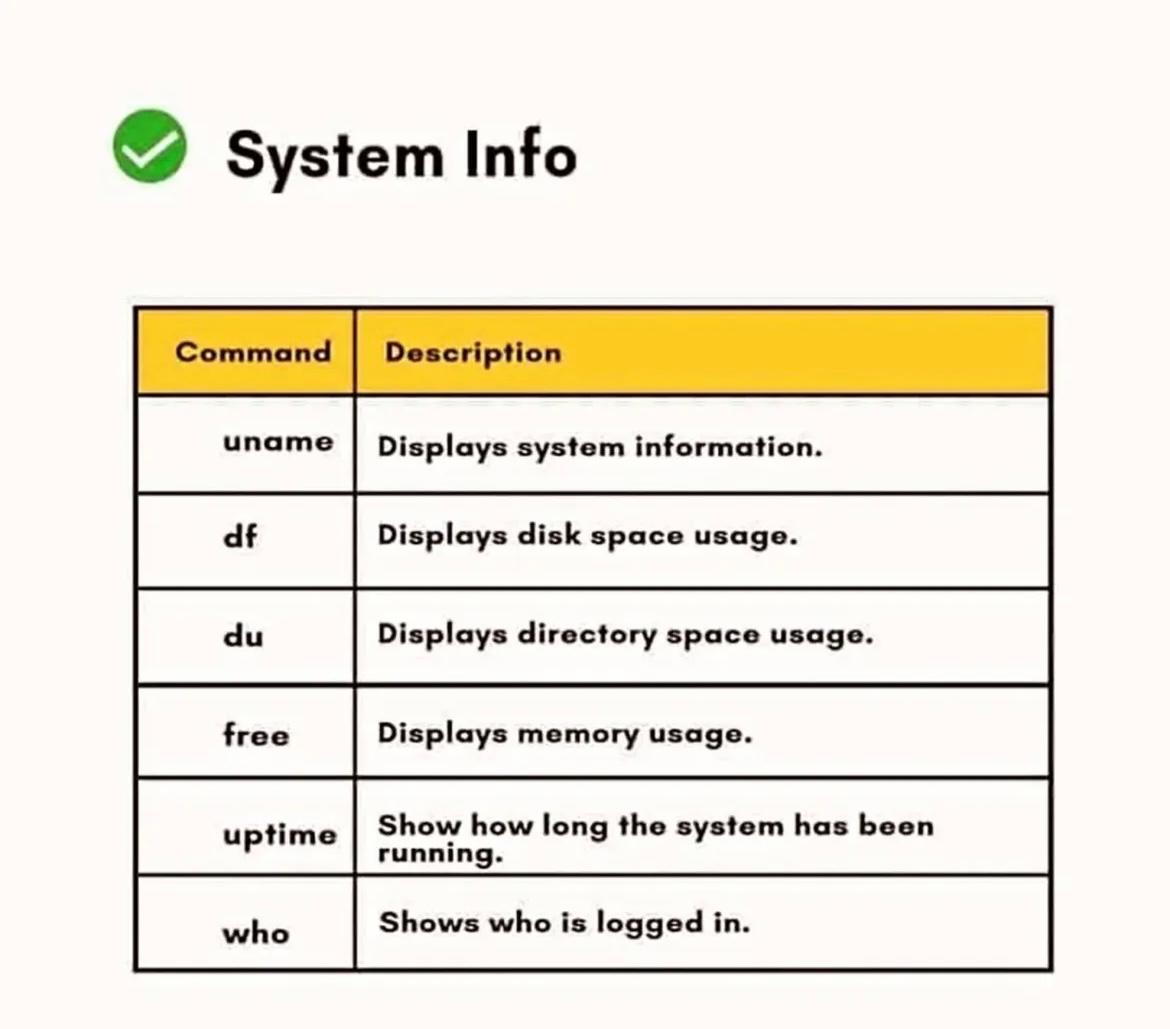 System Info
Command Description
uname Displays system information.
df Displays disk space usage.
du Displays directory space usage.
free Displays memory usage.
uptime Show how long the system has been
running.
who Shows who is logged in.